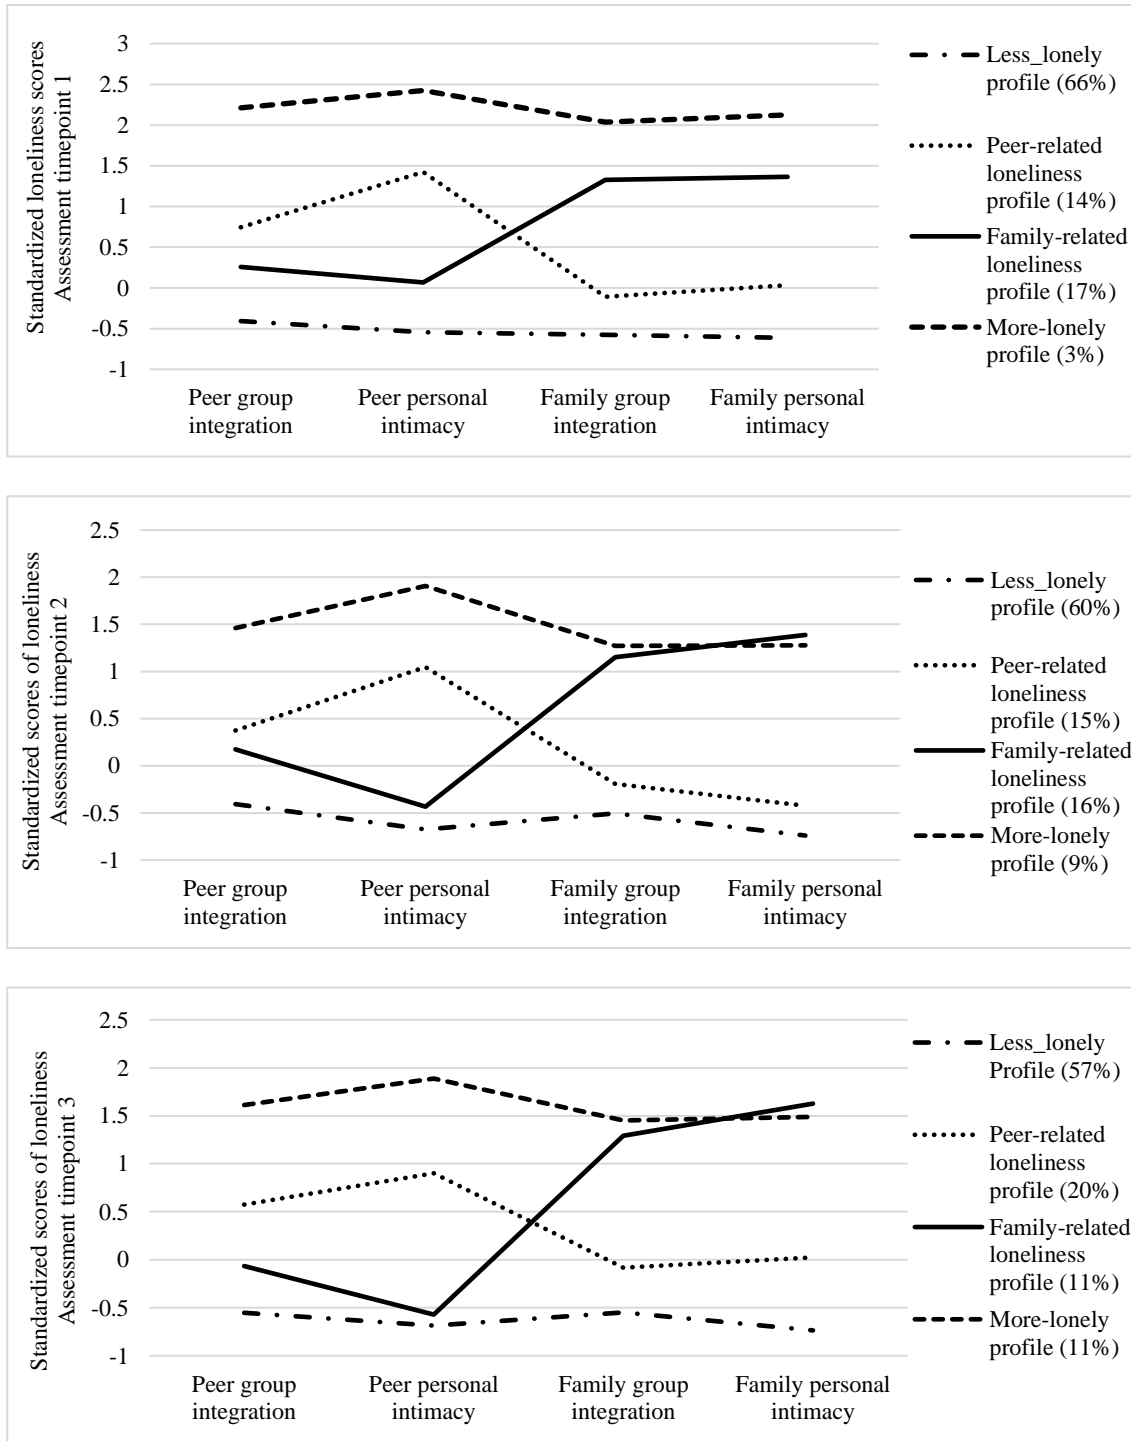 Standardized loneliness scores
Assessment timepoint 1
3
2.5
2
1.5
1
0.5
0
-0.5
-1
Peer group
integration
Peer personal
intimacy
Family group
integration
Family personal
intimacy
Less_lonely
profile (66%)
Peer-related
loneliness
profile (14%)
Family-related
loneliness
profile (17%)
More-lonely
profile (3%)
Standardized scores of loneliness
Assessment timepoint 2
2.5
2
1.5
1
0.5
0
-0.5
-1
Peer group
integration
Peer personal
intimacy
Family group
integration
Family personal
intimacy
Less_lonely
profile (60%)
Peer-related
loneliness
profile (15%)
Family-related
loneliness
profile (16%)
More-lonely
profile (9%)
Standardized scores of loneliness
Assessment timepoint 3
2.5
2
1.5
1
0.5
0
-0.5
-1
Peer group
integration
Peer personal
intimacy
Family group
integration
Family personal
intimacy
Less_lonely
Profile (57%)
Peer-related
loneliness
profile (20%)
Family-related
loneliness
profile (11%)
More-lonely
profile (11%)